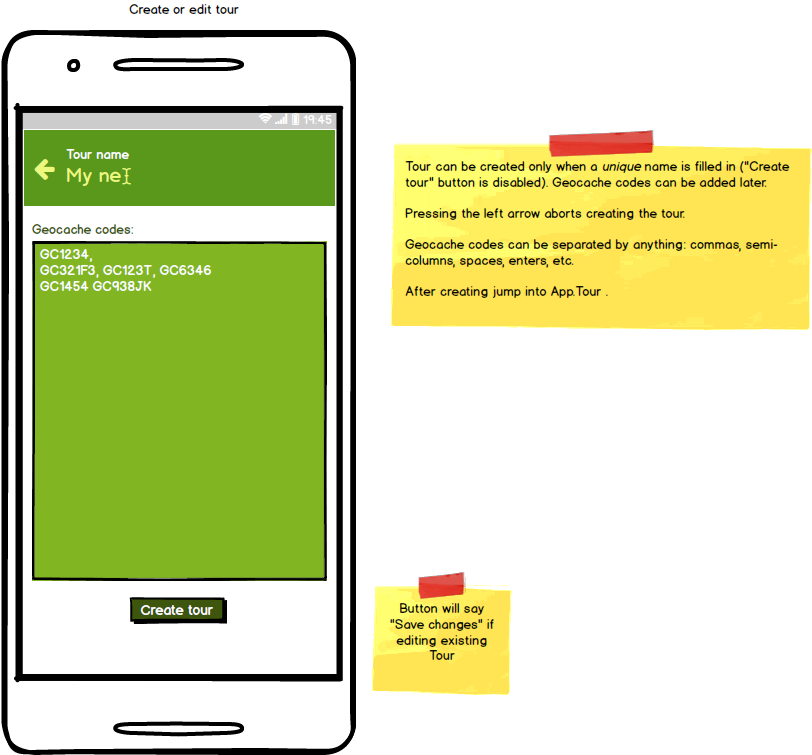 Create or edit tour
19:45
Tour name
My ne
Geocache codes:
GC1234,
GC321F3, GC123T, GC6346
GC1454 GC938JK
Create tour
Tour can be created only when a unique name is filled in ("Create
tour" button is disabled). Geocache codes can be added later.
Pressing the left arrow aborts creating the tour.
Geocache codes can be separated by anything: commas, semi-
columns, spaces, enters, etc.
After creating jump into App.Tour .
Button will say
"Save changes" if
editing existing
Tour